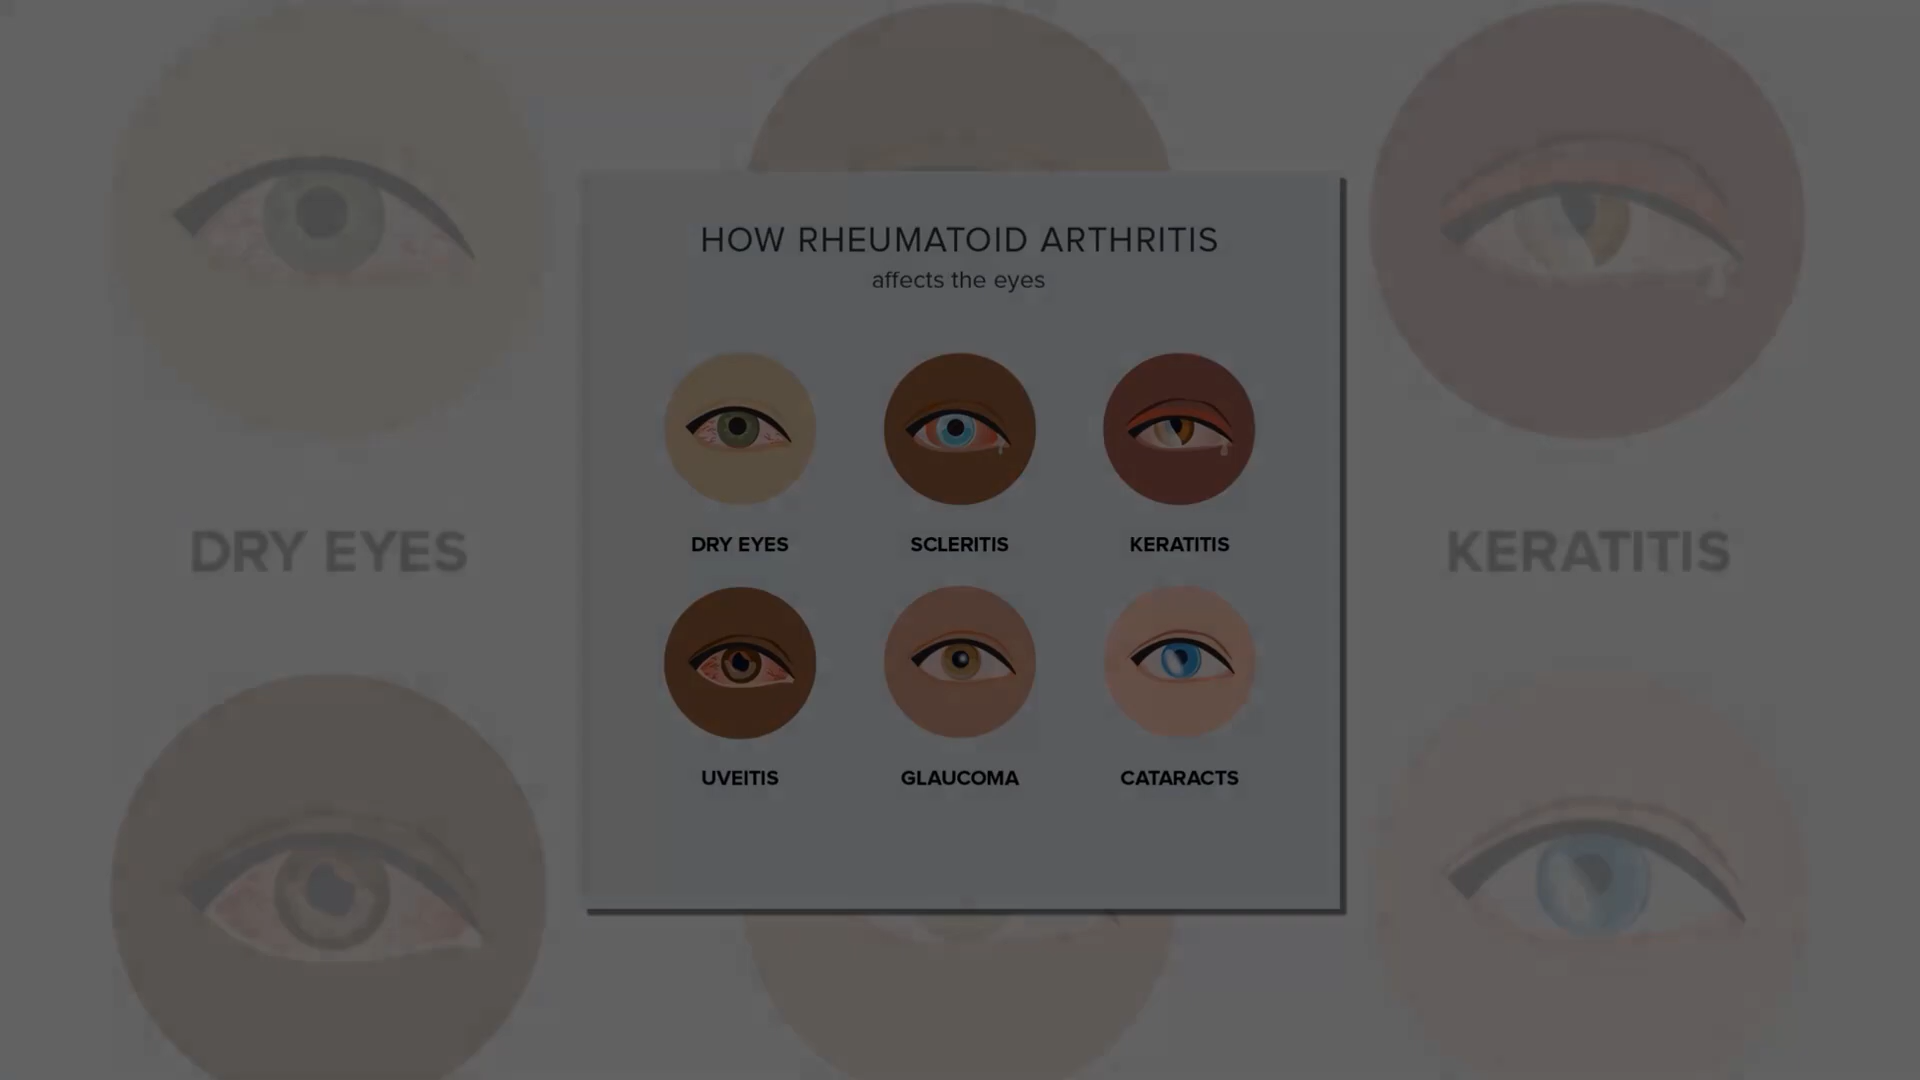 HOW RHEUMATOID ARTHRITIS
affects the eyes
DRY EYES
SCLERITIS
KERATITIS
UVEITIS
GLAUCOMA
CATARACTS
DRY EYES
KERATITIS